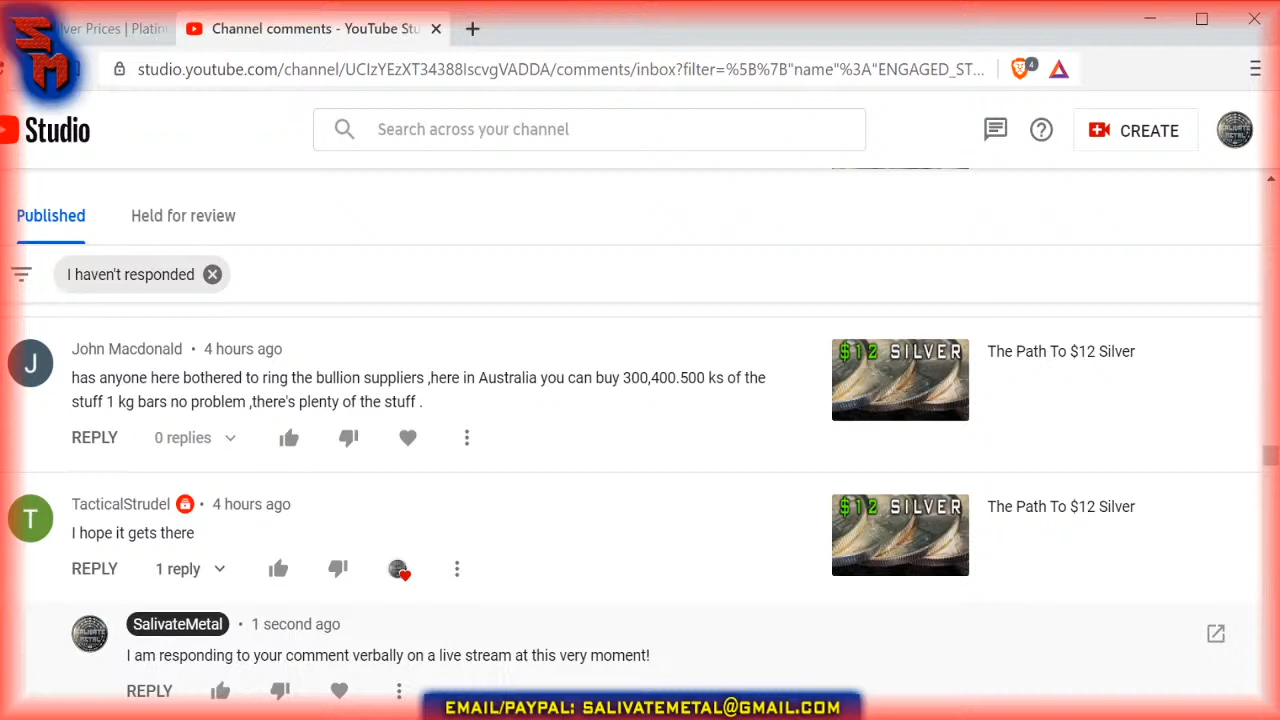 SM
lver Prices | Platin
Channel comments - YouTube Stu
studio.youtube.com/channel/UCIzYEzXT34388IscvgVADDA/comments/inbox?filter=%5B%7B"name"%3A"ENGAGED_ST...
4
Studio
Search across your channel
CREATE
Published
Held for review
I haven't responded
J
John Macdonald • 4 hours ago
has anyone here bothered to ring the bullion suppliers ,here in Australia you can buy 300,400.500 ks of the
stuff 1 kg bars no problem ,there's plenty of the stuff .
REPLY 0 replies
$12 SILVER
The Path To $12 Silver
T
TacticalStrudel • 4 hours ago
I hope it gets there
REPLY 1 reply
$12 SILVER
The Path To $12 Silver
SalivateMetal • 1 second ago
I am responding to your comment verbally on a live stream at this very moment!
REPLY
EMAIL/PAYPAL: SALIVATEMETAL@GMAIL.COM